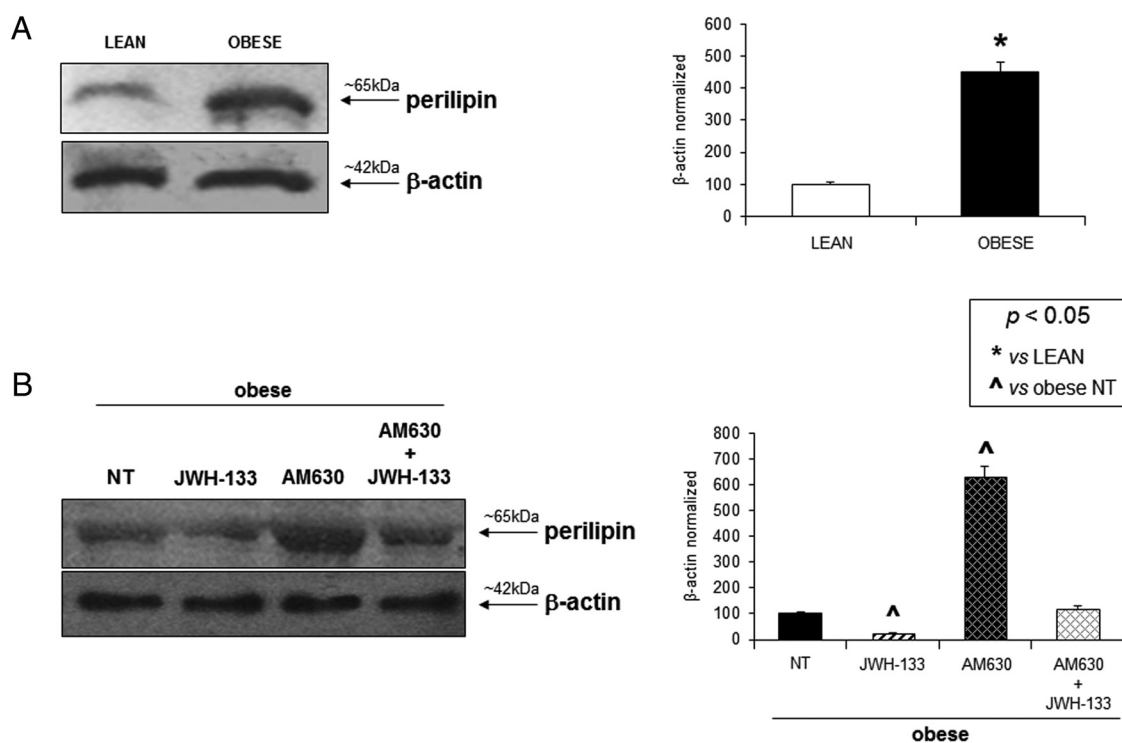 A
LEAN OBESE
~65kDa
perilipin
~42kDa
β-actin
600
500
400
300
200
100
0
β-actin normalized
*
LEAN OBESE
p < 0.05
* vs LEAN
^ vs obese NT
B
obese
NT JWH-133 AM630 AM630
+
JWH-133
~65kDa
perilipin
~42kDa
β-actin
800
700
600
500
400
300
200
100
0
β-actin normalized
^
^
NT JWH-133 AM630 AM630
+
JWH-133
obese